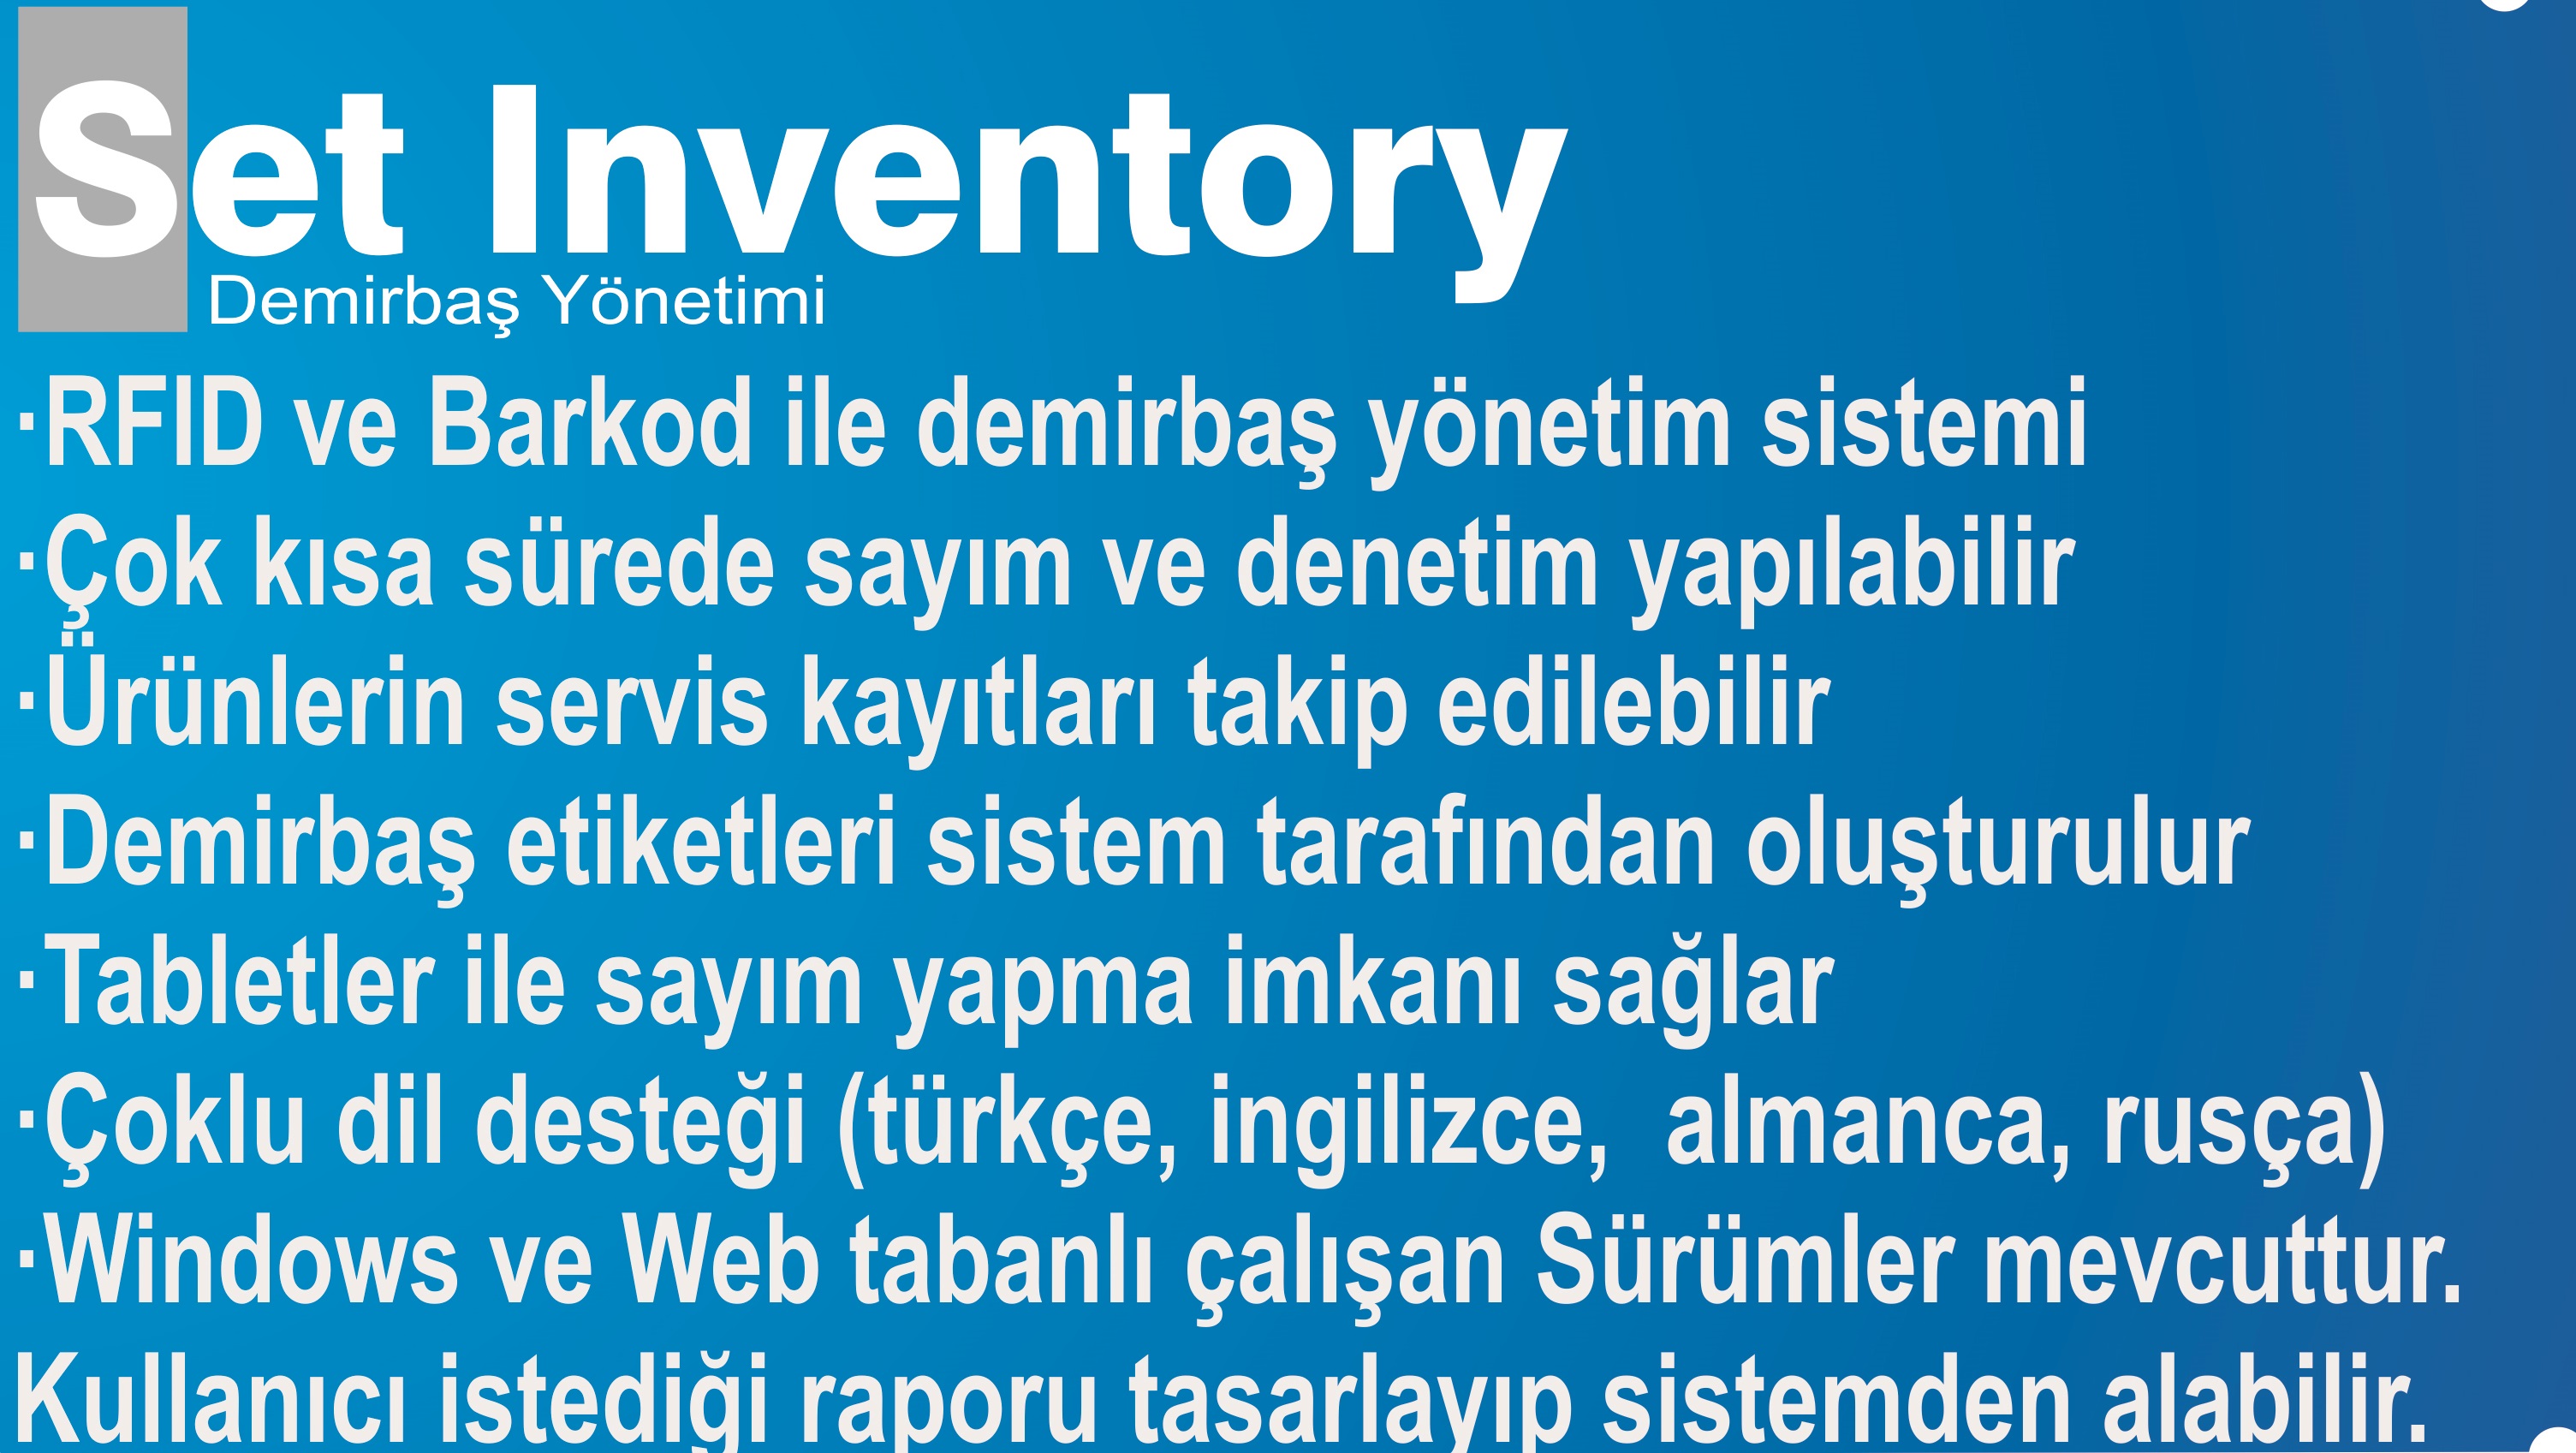 Set Inventory
Demirbaş Yönetimi
·RFID ve Barkod ile demirbaş yönetim sistemi
·Çok kısa sürede sayım ve denetim yapılabilir
·Ürünlerin servis kayıtları takip edilebilir
·Demirbaş etiketleri sistem tarafından oluşturulur
·Tabletler ile sayım yapma imkanı sağlar
·Çoklu dil desteği (türkçe, ingilizce,  almanca, rusça)
·Windows ve Web tabanlı çalışan Sürümler mevcuttur.
Kullanıcı istediği raporu tasarlayıp sistemden alabilir.